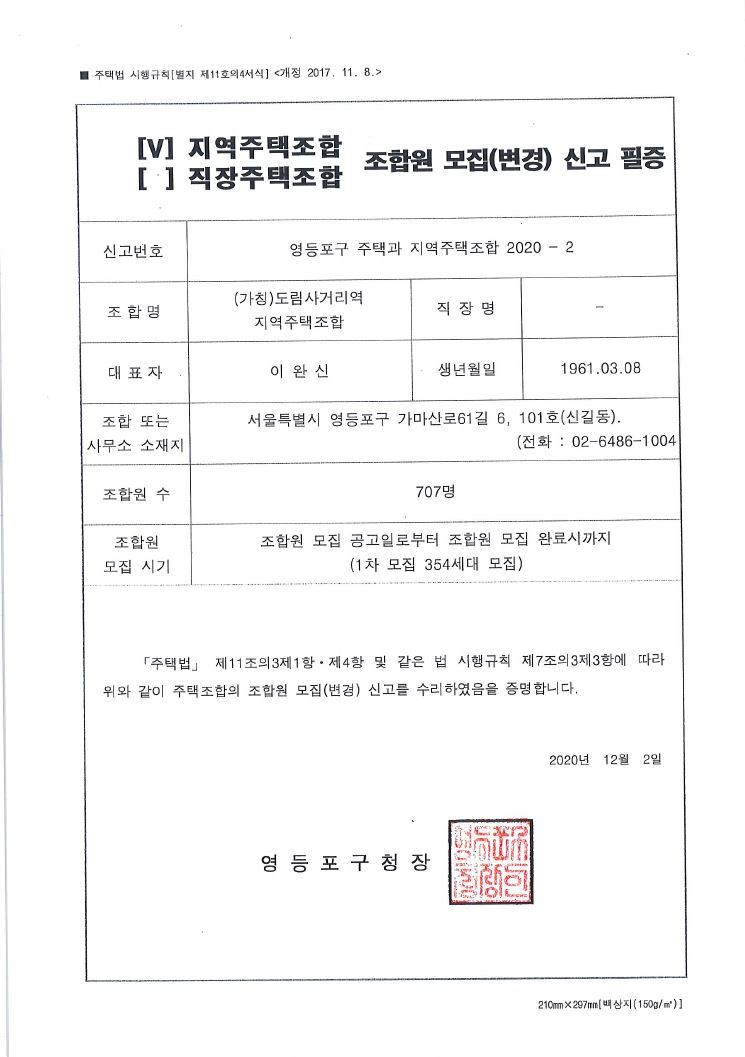 ■ 주택법 시행규칙[별지 제11호의4서식] <개정 2017. 11. 8.>
[V] 지역주택조합
[ ] 직장주택조합
조합원 모집(변경) 신고 필증
신고번호
영등포구 주택과 지역주택조합 2020 - 2
조 합 명
(가칭)도림사거리역
지역주택조합
직 장 명
-
대 표 자
이 완 신
생년월일
1961.03.08
조합 또는
사무소 소재지
서울특별시 영등포구 가마산로61길 6, 101호(신길동).
(전화 : 02-6486-1004
조합원 수
707명
조합원
모집 시기
조합원 모집 공고일로부터 조합원 모집 완료시까지
(1차 모집 354세대 모집)
「주택법」 제11조의3제1항・제4항 및 같은 법 시행규칙 제7조의3제3항에 따라
위와 같이 주택조합의 조합원 모집(변경) 신고를 수리하였음을 증명합니다.
2020년 12월 2일
영 등 포 구 청 장
210㎜×297㎜[백상지(150g/㎡)]